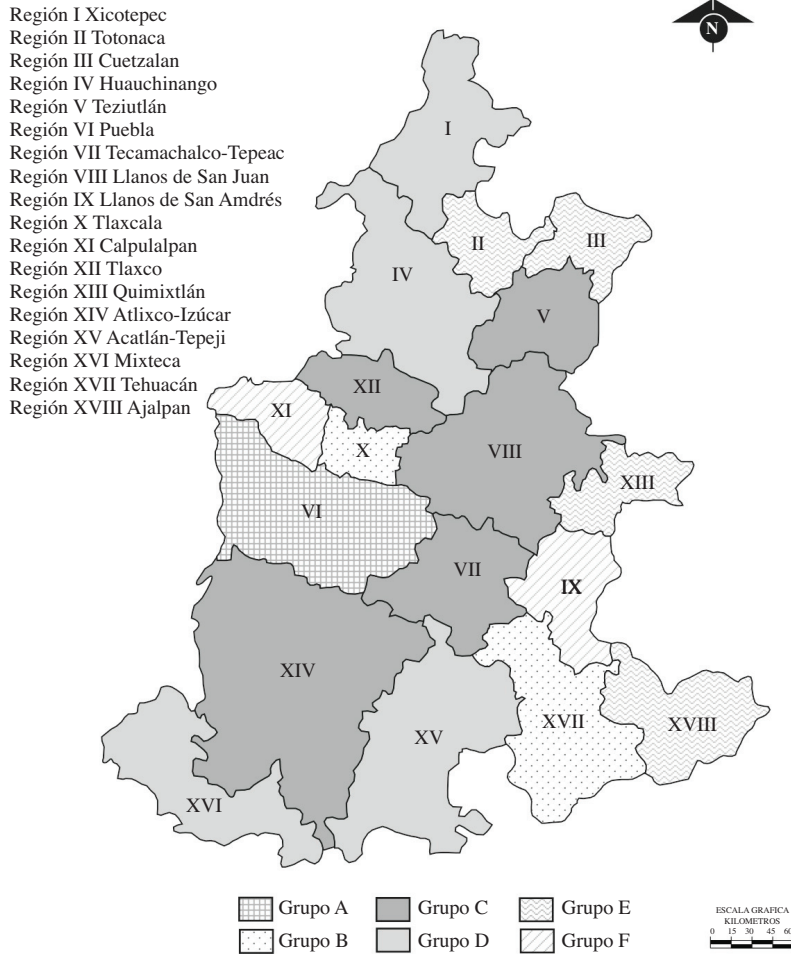 Región I Xicotepec
Región II Totonaca
Región III Cuetzalan
Región IV Huauchinango
Región V Teziutlán
Región VI Puebla
Región VII Tecamachalco-Tepeac
Región VIII Llanos de San Juan
Región IX Llanos de San Amdrés
Región X Tlaxcala
Región XI Calpulalpan
Región XII Tlaxco
Región XIII Quimixtlán
Región XIV Atlixco-Izúcar
Región XV Acatlán-Tepeji
Región XVI Mixteca
Región XVII Tehuacán
Región XVIII Ajalpan
N
I
II
III
IV
V
XII
XI
X
VIII
XIII
VI
VII
IX
XIV
XV
XVII
XVIII
XVI
Grupo A
Grupo C
Grupo E
Grupo B
Grupo D
Grupo F
ESCALA GRAFICA
KILOMETROS
0 15 30 45 60